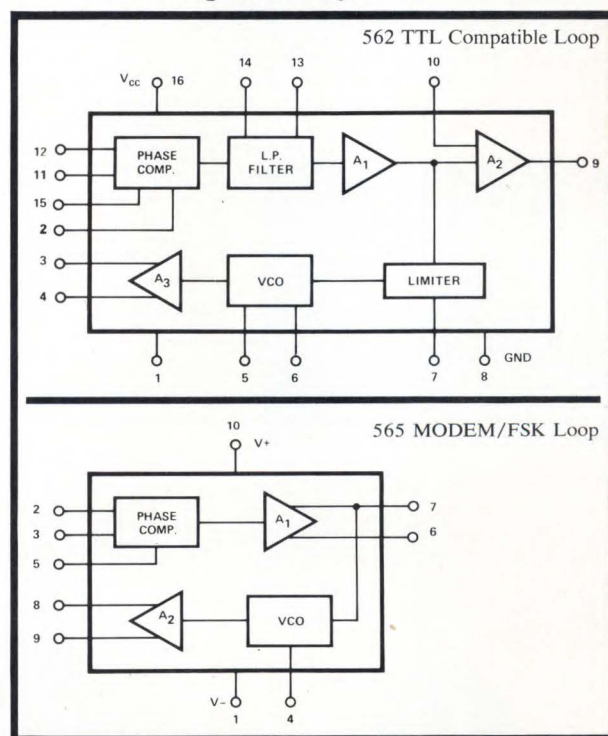 562 TTL Compatible Loop
VCC 16
14
13
10
12
11
15
2
3
4
PHASE
COMP.
L.P.
FILTER
A1
A2
9
A3
VCO
LIMITER
1
5
6
7
8
GND
565 MODEM/FSK Loop
10
V+
2
3
5
8
9
PHASE
COMP.
A1
7
6
A2
VCO
V-
1
4